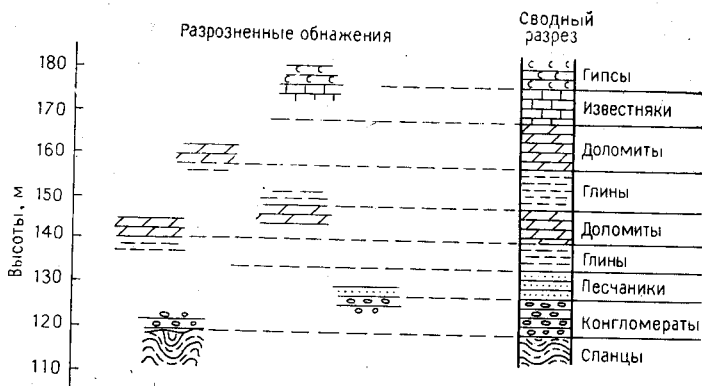 Разрозненные обнажения
Сводный
разрез
Высоты, м
180
170
160
150
140
130
120
110
Гипсы
Известняки
Доломиты
Глины
Доломиты
Глины
Песчаники
Конгломераты
Сланцы